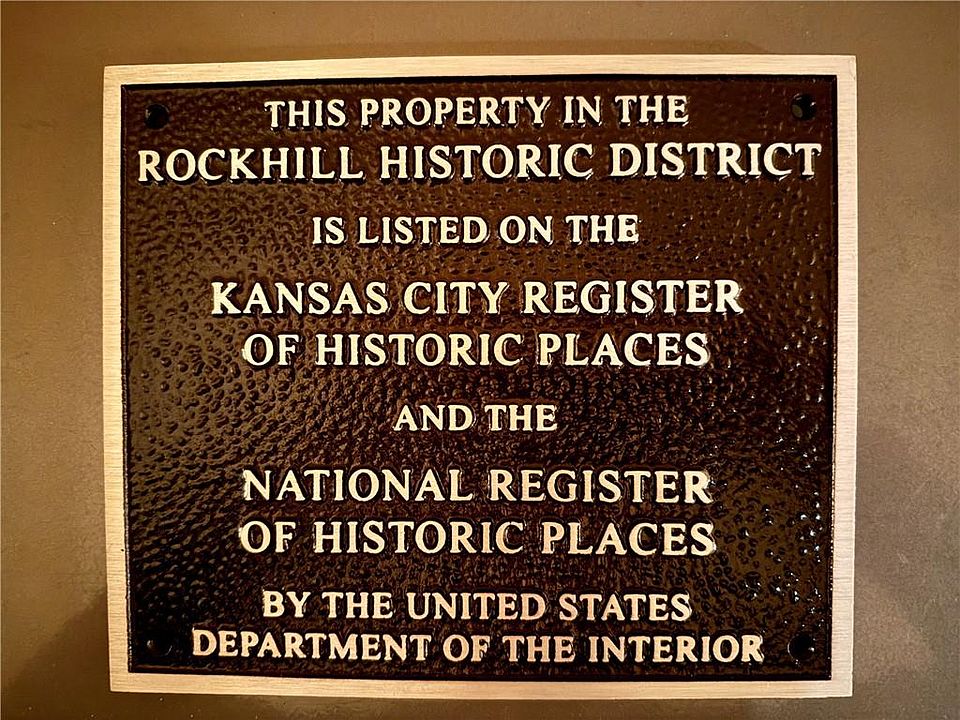 THIS PROPERTY IN THE
ROCKHILL HISTORIC DISTRICT
IS LISTED ON THE
KANSAS CITY REGISTER
OF HISTORIC PLACES
AND THE
NATIONAL REGISTER
OF HISTORIC PLACES
BY THE UNITED STATES
DEPARTMENT OF THE INTERIOR